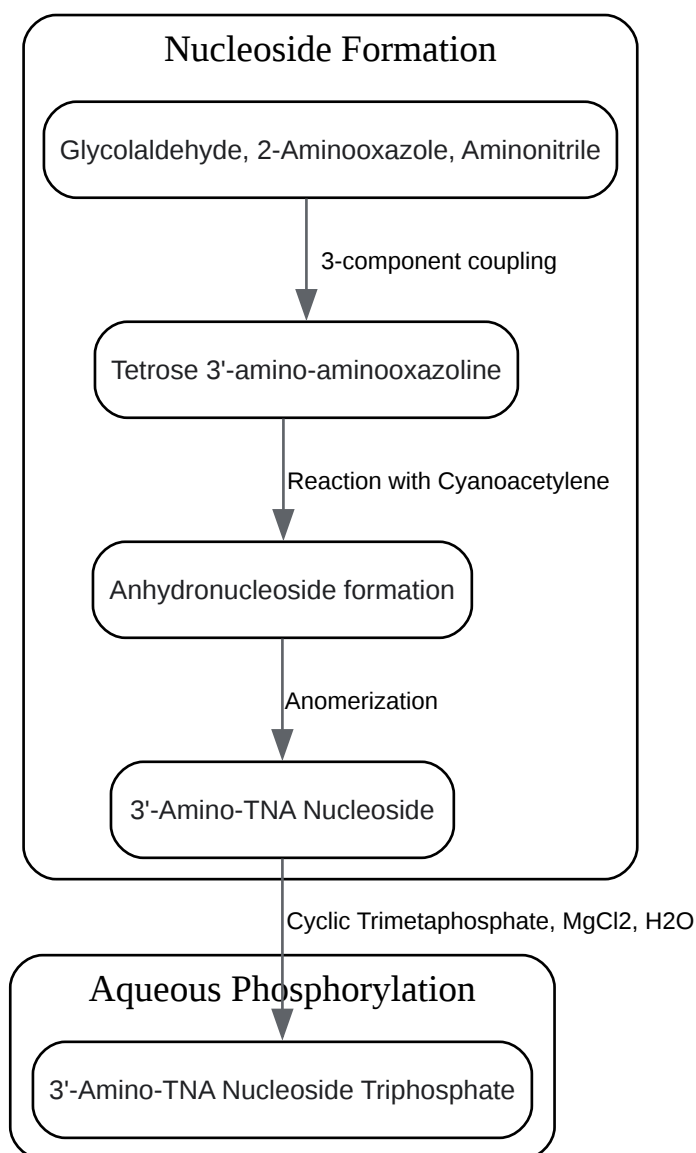 Nucleoside Formation
Glycolaldehyde, 2-Aminooxazole, Aminonitrile
3-component coupling
Tetrose 3'-amino-aminooxazoline
Reaction with Cyanoacetylene
Anhydronucleoside formation
Anomerization
3'-Amino-TNA Nucleoside
Cyclic Trimetaphosphate, MgCl2, H2O
Aqueous Phosphorylation
3'-Amino-TNA Nucleoside Triphosphate